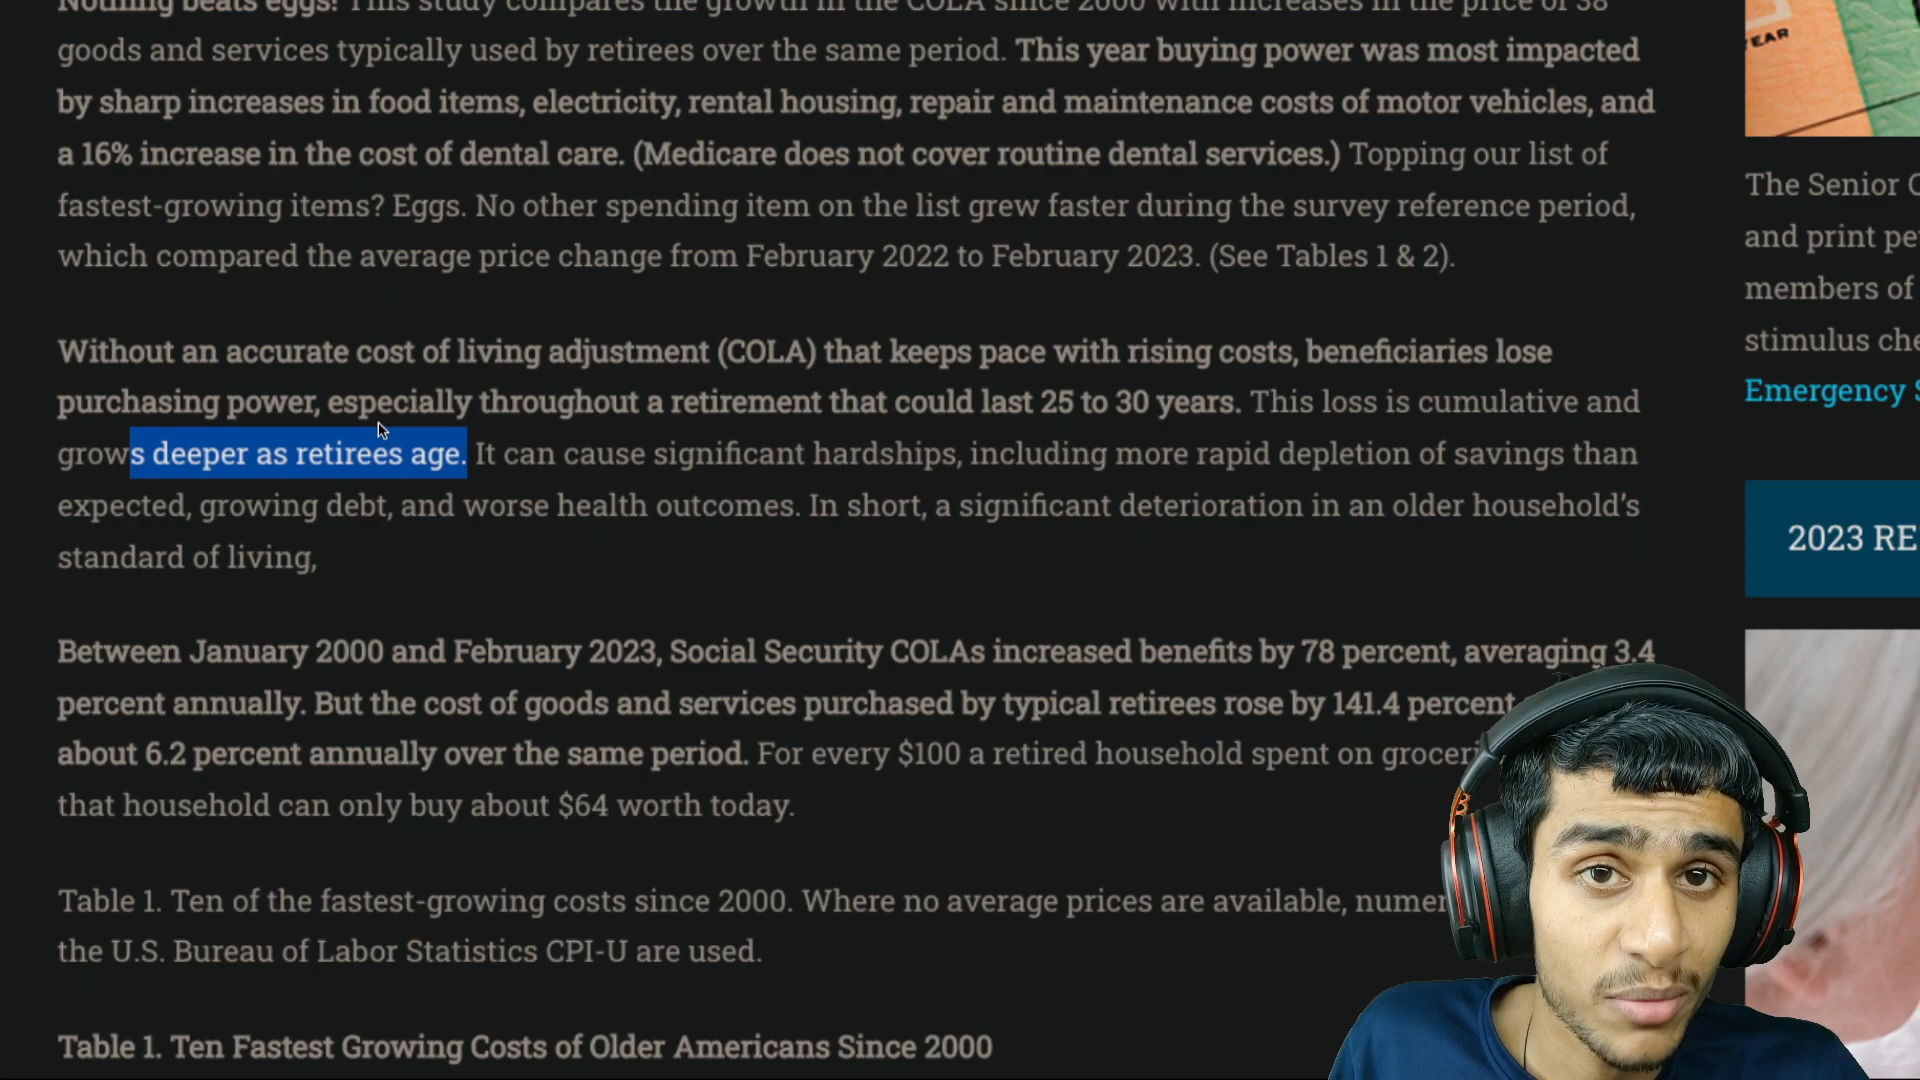 Nothing beats eggs! This study compares the growth in the COLA since 2000 with increases in the price of 38
goods and services typically used by retirees over the same period. This year buying power was most impacted
by sharp increases in food items, electricity, rental housing, repair and maintenance costs of motor vehicles, and
a 16% increase in the cost of dental care. (Medicare does not cover routine dental services.) Topping our list of
fastest-growing items? Eggs. No other spending item on the list grew faster during the survey reference period,
which compared the average price change from February 2022 to February 2023. (See Tables 1 & 2).
Without an accurate cost of living adjustment (COLA) that keeps pace with rising costs, beneficiaries lose
purchasing power, especially throughout a retirement that could last 25 to 30 years. This loss is cumulative and
grows deeper as retirees age. It can cause significant hardships, including more rapid depletion of savings than
expected, growing debt, and worse health outcomes. In short, a significant deterioration in an older household’s
standard of living,
Between January 2000 and February 2023, Social Security COLAs increased benefits by 78 percent, averaging 3.4
percent annually. But the cost of goods and services purchased by typical retirees rose by 141.4 percent
about 6.2 percent annually over the same period. For every $100 a retired household spent on groceri
that household can only buy about $64 worth today.
Table 1. Ten of the fastest-growing costs since 2000. Where no average prices are available, numer
the U.S. Bureau of Labor Statistics CPI-U are used.
Table 1. Ten Fastest Growing Costs of Older Americans Since 2000
EAR
The Senior
and print pe
members of
stimulus che
Emergency S
2023 RE